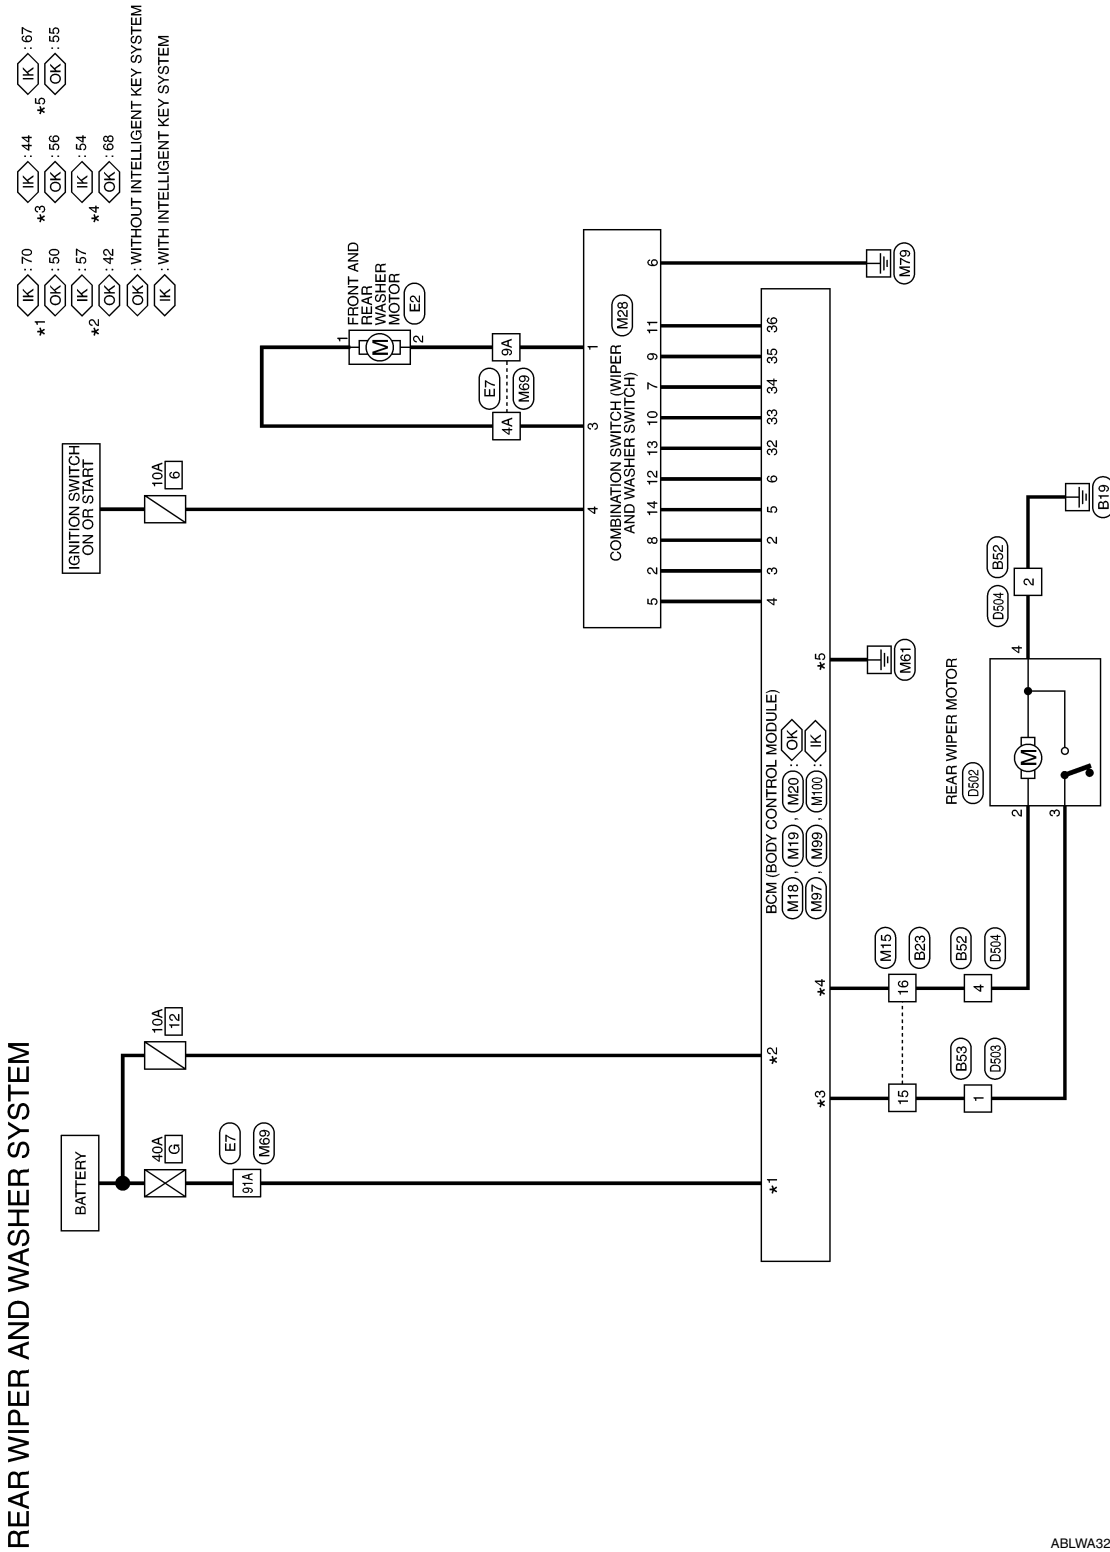 REAR WIPER AND WASHER SYSTEM
BATTERY
40A
G
E7
M69
91A
10A
12
IGNITION SWITCH
ON OR START
10A
6
FRONT AND
REAR
WASHER
MOTOR
E2
1
M
2
E7
M69
4A
9A
*1
IK : 70
OK : 50
*2
IK : 57
OK : 42
*3
IK : 44
OK : 56
*4
IK : 54
OK : 68
*5
IK : 67
OK : 55
OK : WITHOUT INTELLIGENT KEY SYSTEM
IK : WITH INTELLIGENT KEY SYSTEM
4
3
1
COMBINATION SWITCH (WIPER
AND WASHER SWITCH)
M28
5
2
8
14
12
13
10
7
9
11
6
M79
*1
*2
4
3
2
5
6
32
33
34
35
36
BCM (BODY CONTROL MODULE)
M18 , M19 , M20 : OK
M97 , M99 , M100 : IK
*3
*4
*5
M61
15
16
M15
B23
1
B53
D503
4
B52
D504
REAR WIPER MOTOR
D502
2
3
M
4
D504
B52
2
B19
ABLWA32